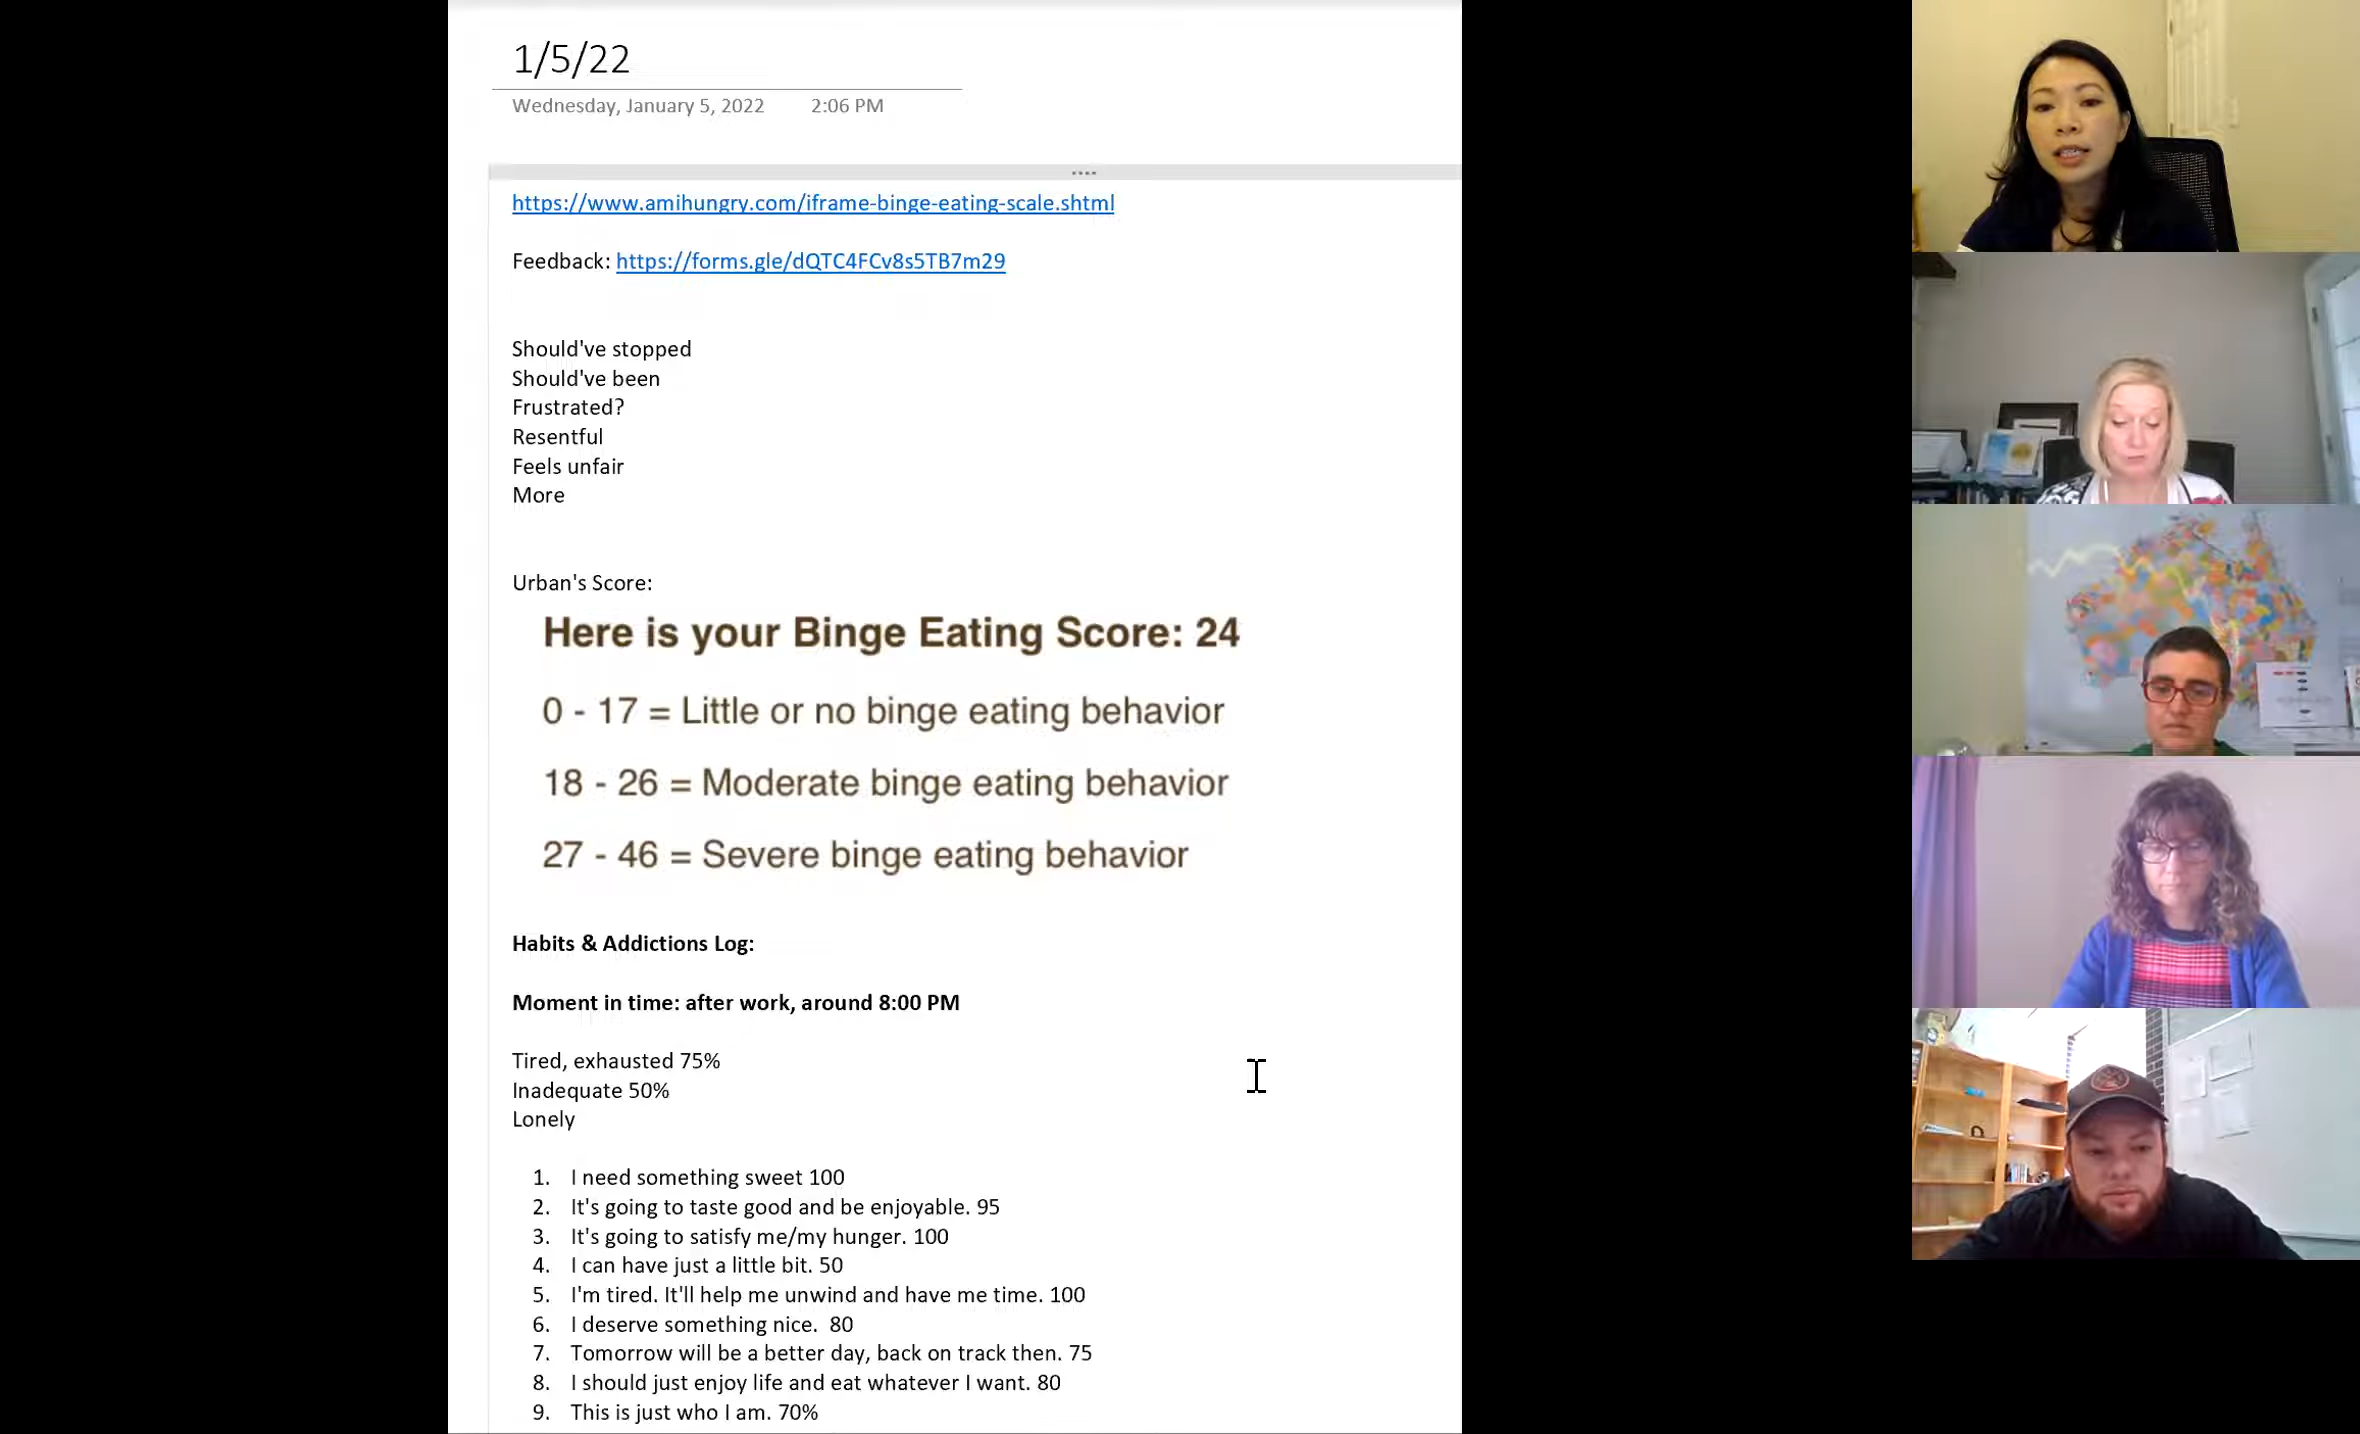 1/5/22
Wednesday, January 5, 2022 2:06 PM
https://www.amihungry.com/iframe-binge-eating-scale.shtml
Feedback: https://forms.gle/dQTC4FCv8s5TB7m29
Should've stopped
Should've been
Frustrated?
Resentful
Feels unfair
More
Urban's Score:
Here is your Binge Eating Score: 24
0 - 17 = Little or no binge eating behavior
18 - 26 = Moderate binge eating behavior
27 - 46 = Severe binge eating behavior
Habits & Addictions Log:
Moment in time: after work, around 8:00 PM
Tired, exhausted 75%
Inadequate 50%
Lonely
1. I need something sweet 100
2. It's going to taste good and be enjoyable. 95
3. It's going to satisfy me/my hunger. 100
4. I can have just a little bit. 50
5. I'm tired. It'll help me unwind and have me time. 100
6. I deserve something nice. 80
7. Tomorrow will be a better day, back on track then. 75
8. I should just enjoy life and eat whatever I want. 80
9. This is just who I am. 70%